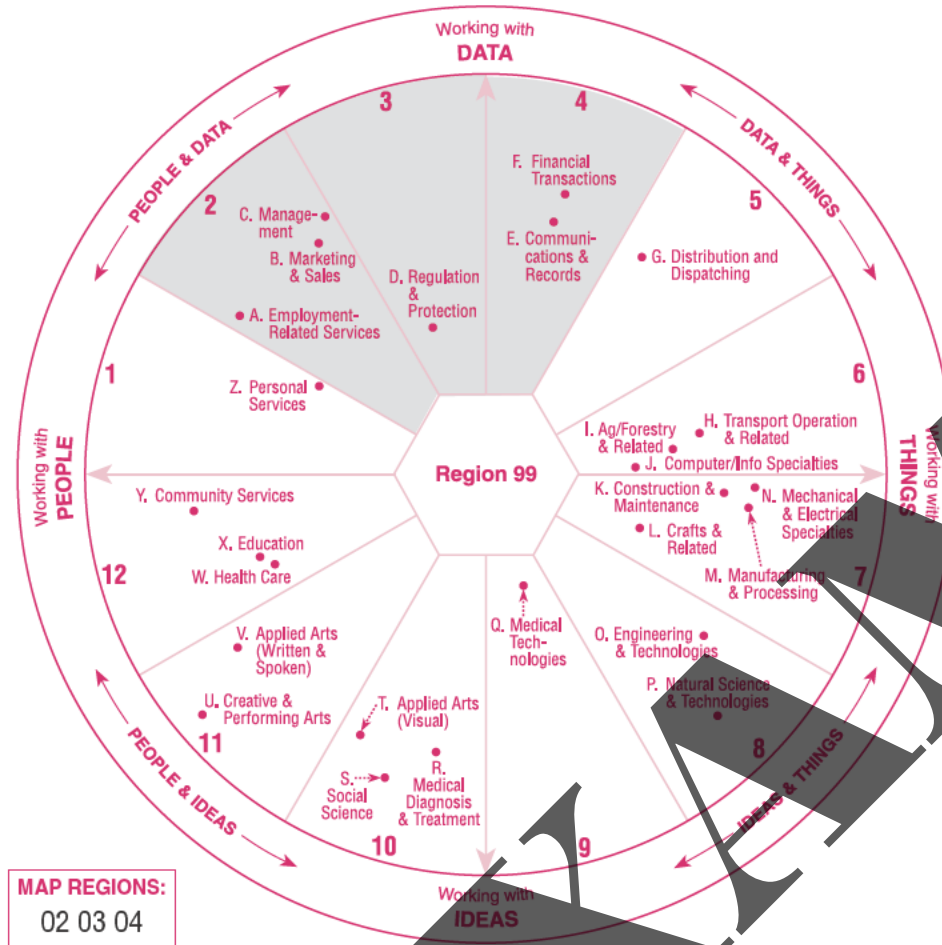 Working with
DATA
3
4
PEOPLE & DATA
DATA & THINGS
2
5
F. Financial
Transactions
C. Manage-
ment
B. Marketing
& Sales
E. Communi-
cations &
Records
G. Distribution and
Dispatching
D. Regulation
&
Protection
A. Employment-
Related Services
1
6
Z. Personal
Services
H. Transport Operation
& Related
I. Ag/Forestry
& Related
J. Computer/Info Specialties
Working with
PEOPLE
Region 99
Working with
THINGS
Y. Community Services
K. Construction &
Maintenance
N. Mechanical
& Electrical
Specialties
L. Crafts &
Related
X. Education
W. Health Care
12
M. Manufacturing
& Processing
7
V. Applied Arts
(Written &
Spoken)
Q. Medical
Tech-
nologies
O. Engineering
& Technologies
U. Creative &
Performing Arts
T. Applied Arts
(Visual)
P. Natural Science
& Technologies
11
8
S.
Social
Science
R.
Medical
Diagnosis
& Treatment
PEOPLE & IDEAS
IDEAS & THINGS
10
9
Working with
IDEAS
MAP REGIONS:
02 03 04